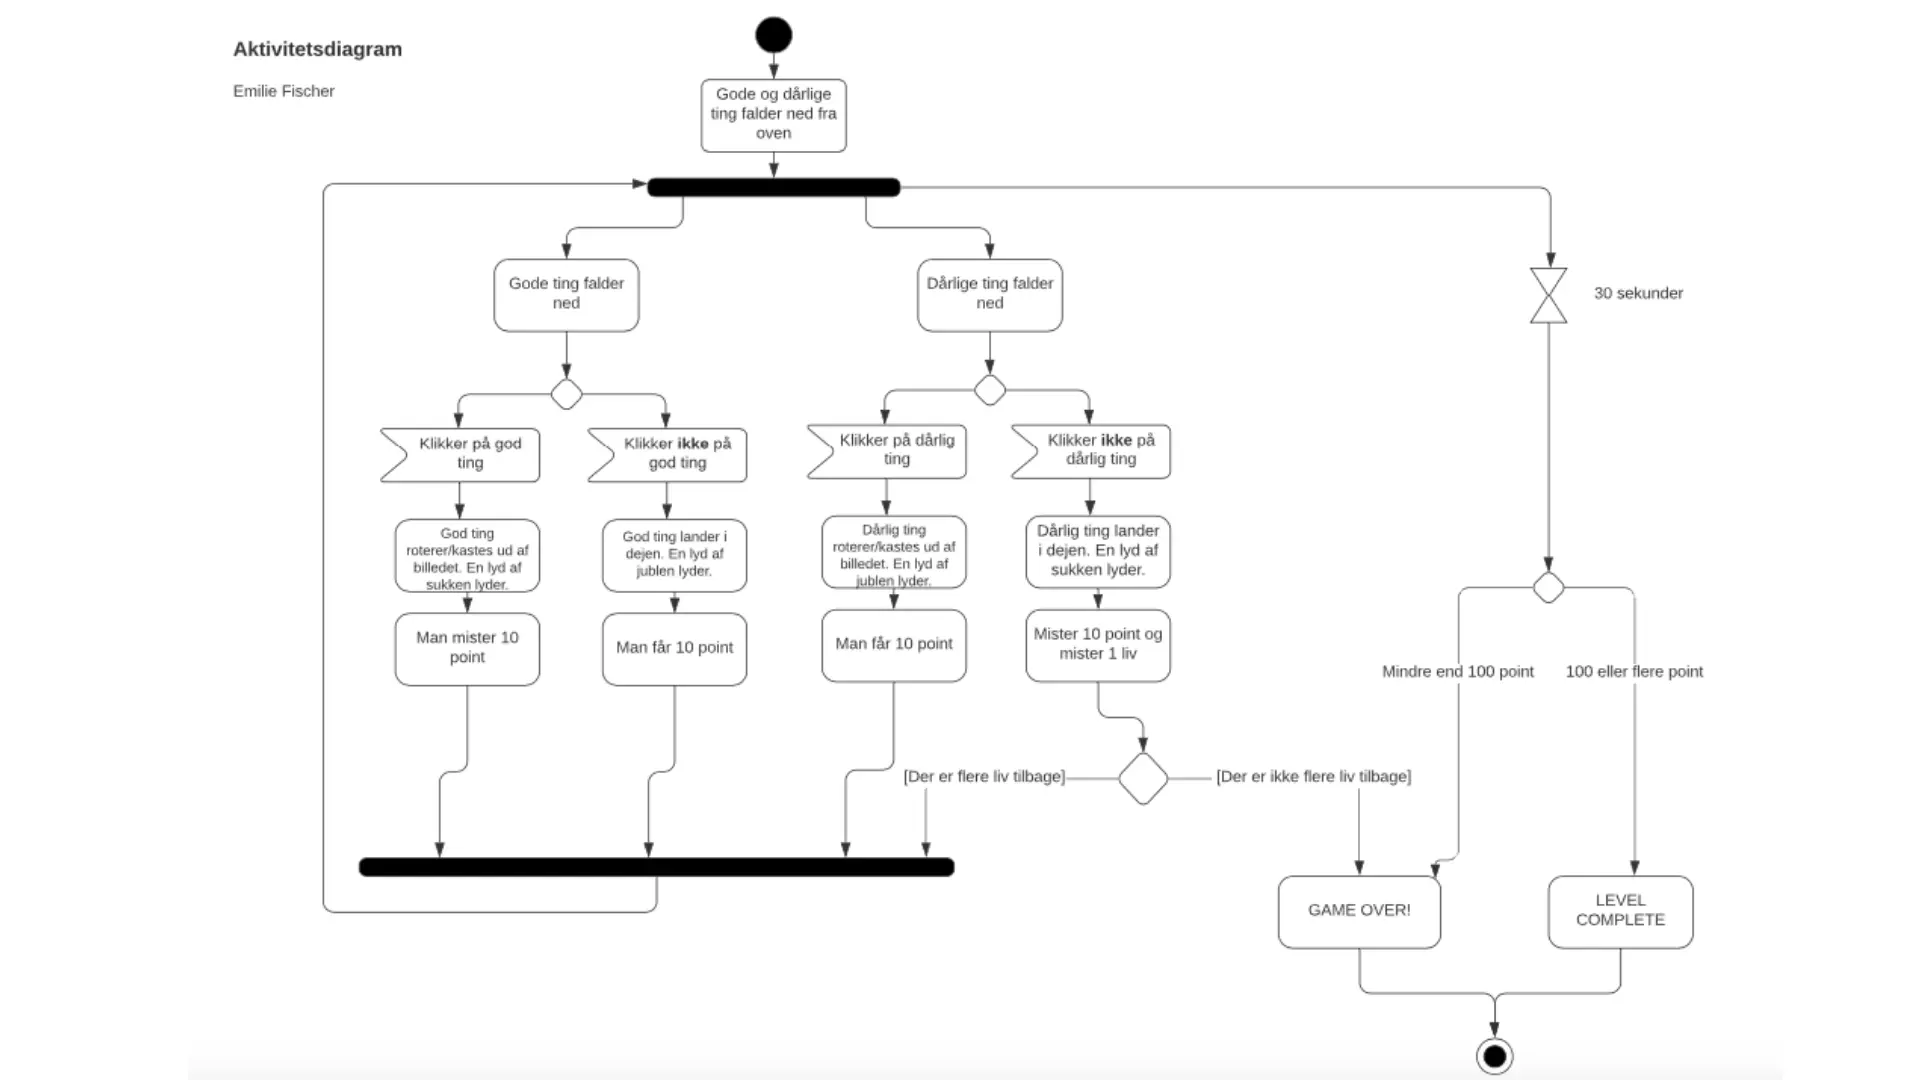 Aktivitetsdiagram
Emilie Fischer
Gode og dårlige
ting falder ned fra
oven
Gode ting falder
ned
Dårlige ting falder
ned
30 sekunder
Klikker på god
ting
Klikker ikke på
god ting
Klikker på dårlig
ting
Klikker ikke på
dårlig ting
God ting
roterer/kastes ud af
billedet. En lyd af
sukken lyder.
God ting lander i
dejen. En lyd af
jublen lyder.
Dårlig ting
roterer/kastes ud af
billedet. En lyd af
jublen lyder.
Dårlig ting lander
i dejen. En lyd af
sukken lyder.
Man mister 10
point
Man får 10 point
Man får 10 point
Mister 10 point og
mister 1 liv
Mindre end 100 point
100 eller flere point
[Der er flere liv tilbage]
[Der er ikke flere liv tilbage]
GAME OVER!
LEVEL
COMPLETE